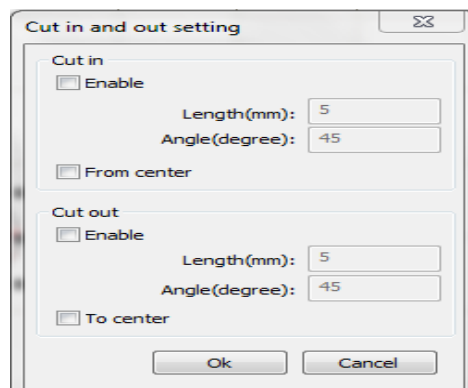 Cut in and out setting
Cut in
Enable
Length(mm): 5
Angle(degree): 45
From center
Cut out
Enable
Length(mm): 5
Angle(degree): 45
To center
Ok Cancel